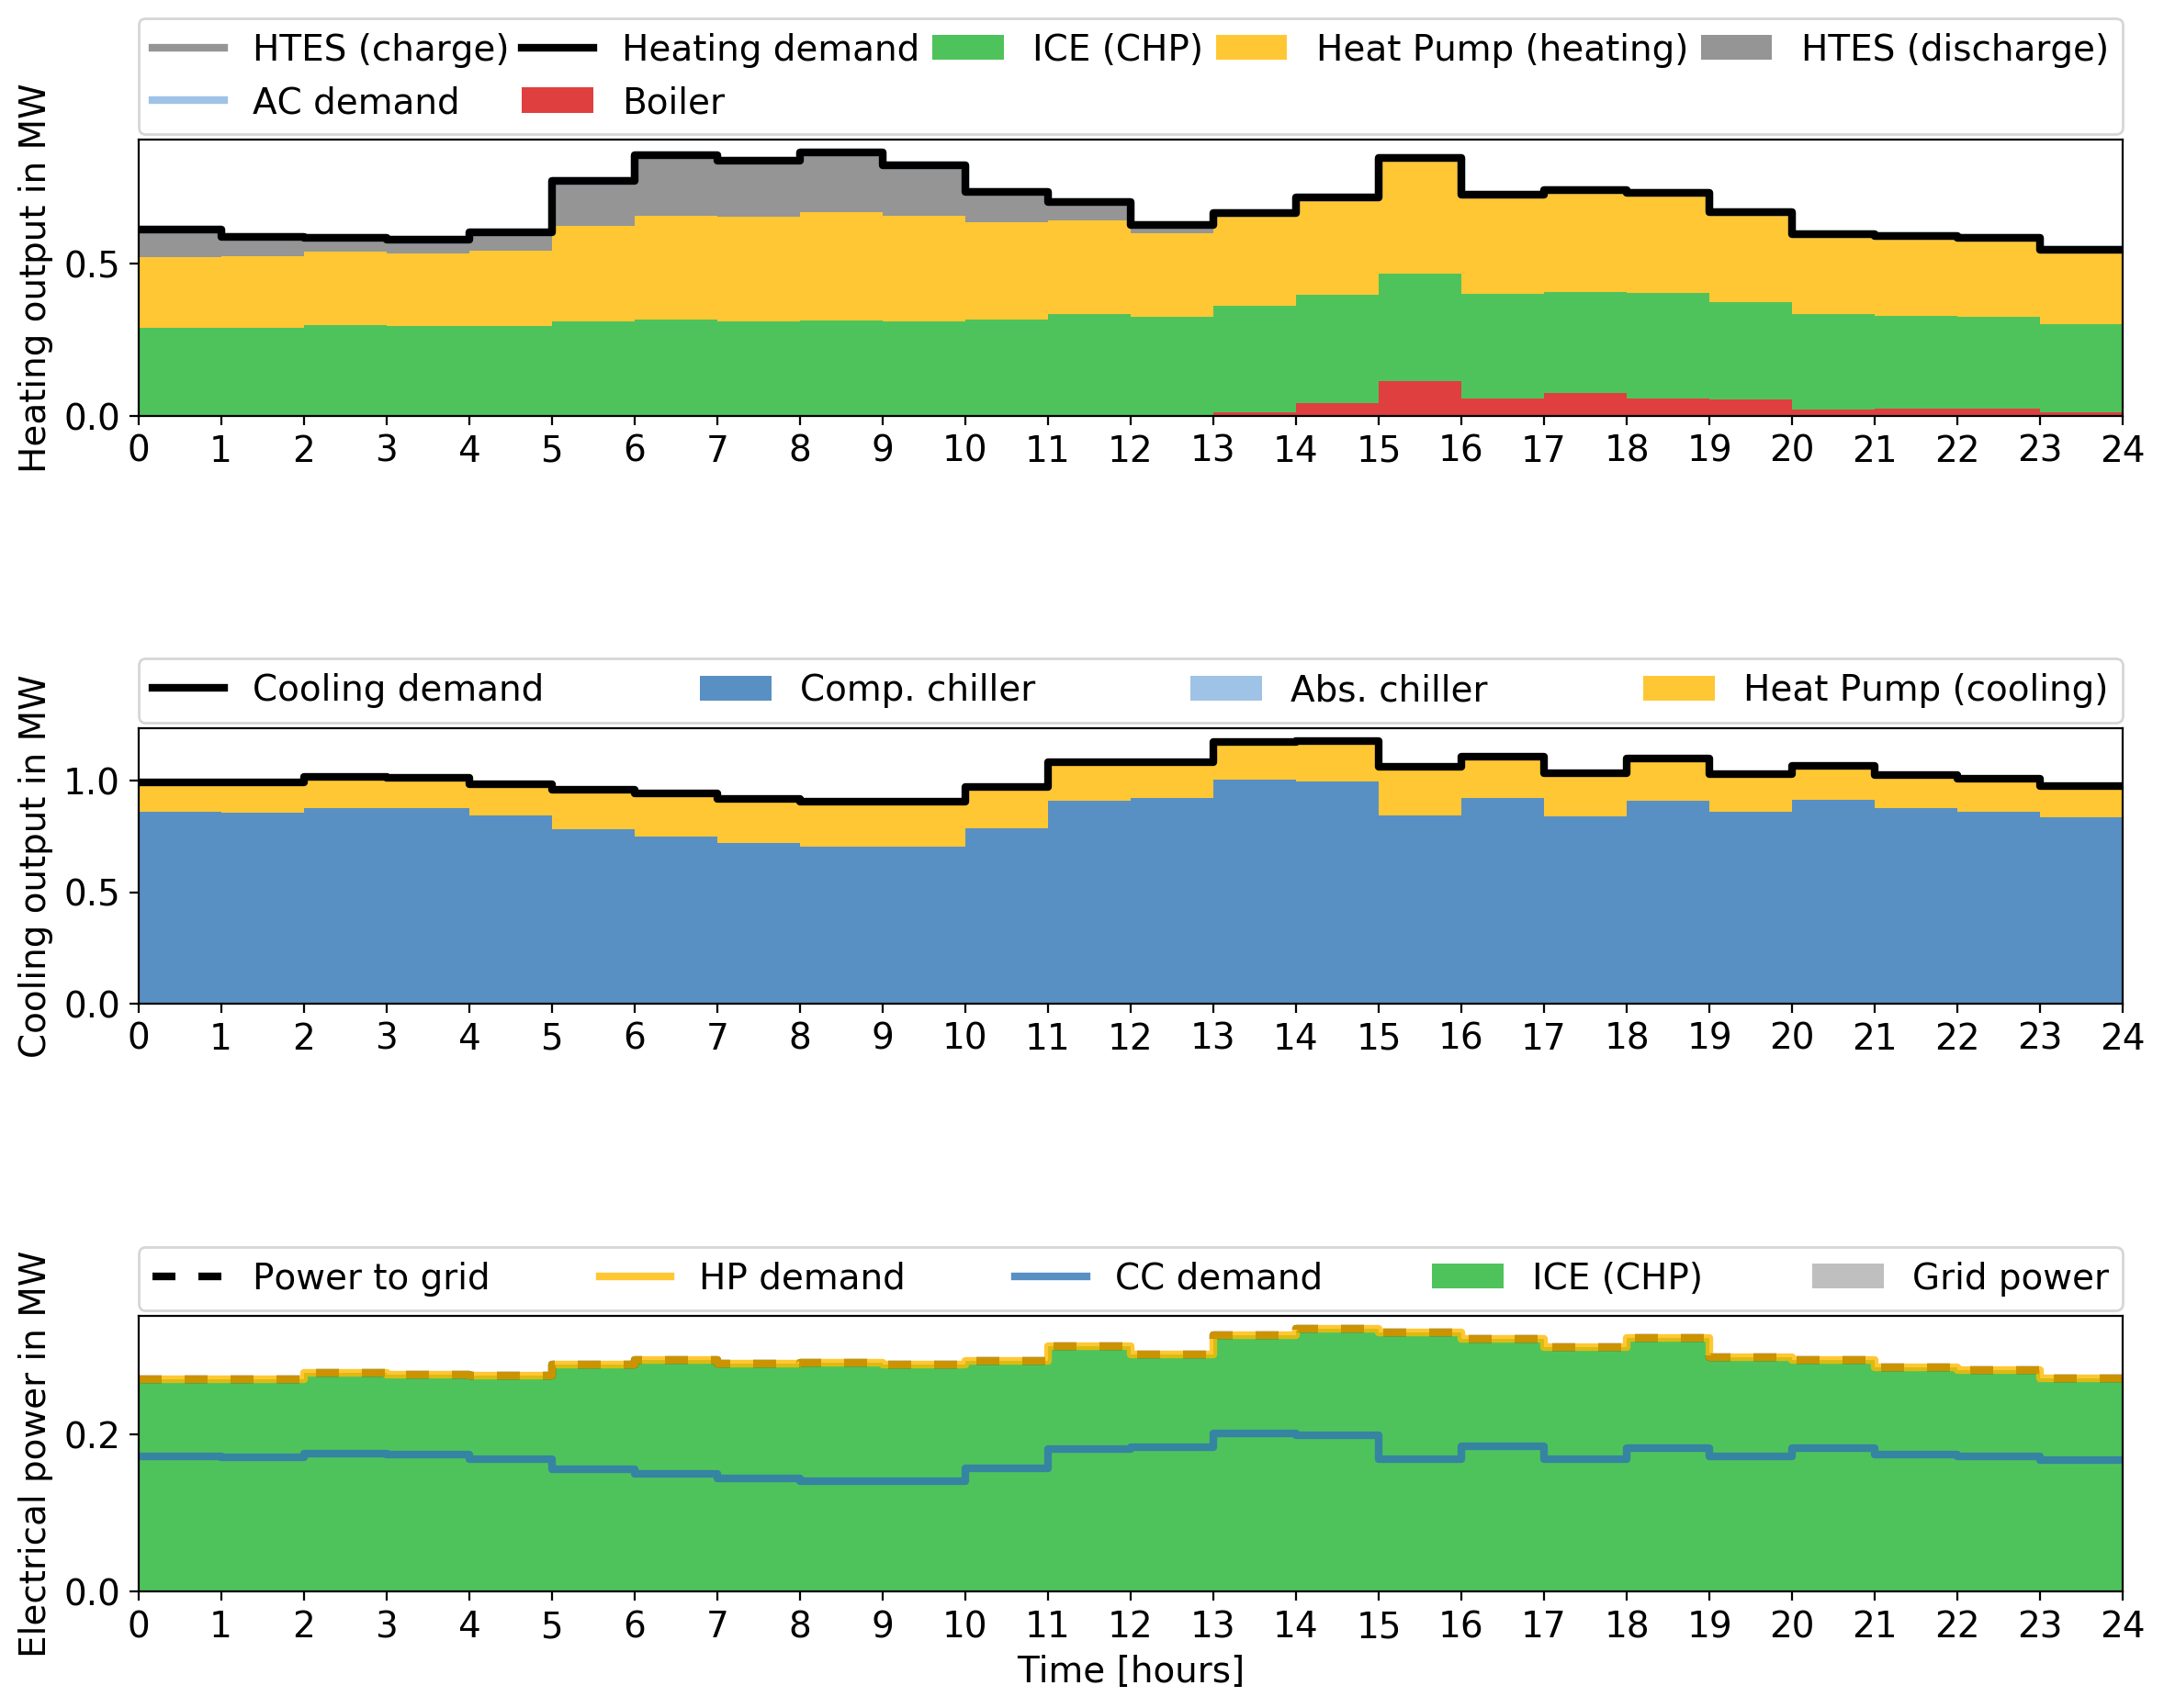 HTES (charge) Heating demand ICE (CHP) Heat Pump (heating) HTES (discharge)
AC demand Boiler
Heating output in MW
0.5
0.0
0 1 2 3 4 5 6 7 8 9 10 11 12 13 14 15 16 17 18 19 20 21 22 23 24
Cooling demand Comp. chiller Abs. chiller Heat Pump (cooling)
Cooling output in MW
1.0
0.5
0.0
0 1 2 3 4 5 6 7 8 9 10 11 12 13 14 15 16 17 18 19 20 21 22 23 24
Power to grid HP demand CC demand ICE (CHP) Grid power
Electrical power in MW
0.2
0.0
0 1 2 3 4 5 6 7 8 9 10 11 12 13 14 15 16 17 18 19 20 21 22 23 24
Time [hours]